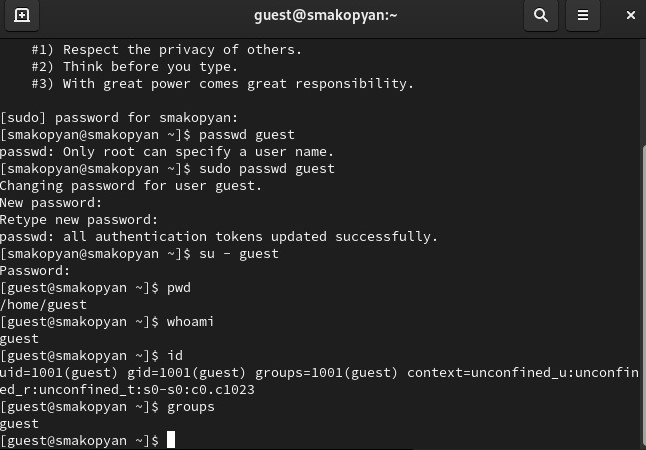 guest@smakopyan:~
#1) Respect the privacy of others.
#2) Think before you type.
#3) With great power comes great responsibility.
[sudo] password for smakopyan:
[smakopyan@smakopyan ~]$ passwd guest
passwd: Only root can specify a user name.
[smakopyan@smakopyan ~]$ sudo passwd guest
Changing password for user guest.
New password:
Retype new password:
passwd: all authentication tokens updated successfully.
[smakopyan@smakopyan ~]$ su - guest
Password:
[guest@smakopyan ~]$ pwd
/home/guest
[guest@smakopyan ~]$ whoami
guest
[guest@smakopyan ~]$ id
uid=1001(guest) gid=1001(guest) groups=1001(guest) context=unconfined_u:unconfin
ed_r:unconfined_t:s0-s0:c0.c1023
[guest@smakopyan ~]$ groups
guest
[guest@smakopyan ~]$